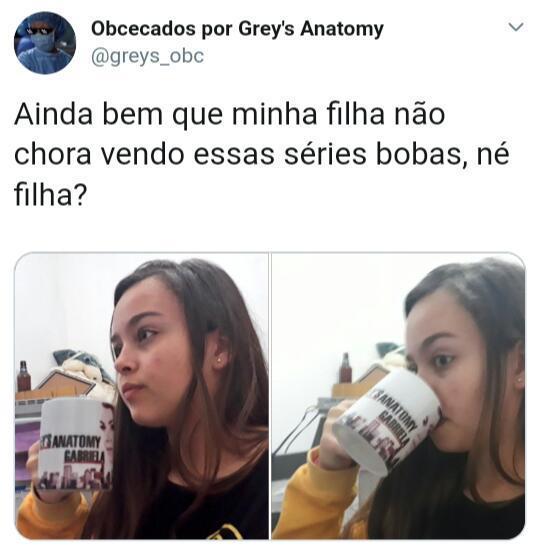 Obcecados por Grey's Anatomy
@greys_obc
Ainda bem que minha filha não
chora vendo essas séries bobas, né
filha?
'S ANATOMY
GABRIELA
'S ANATOMY
GABRIELA